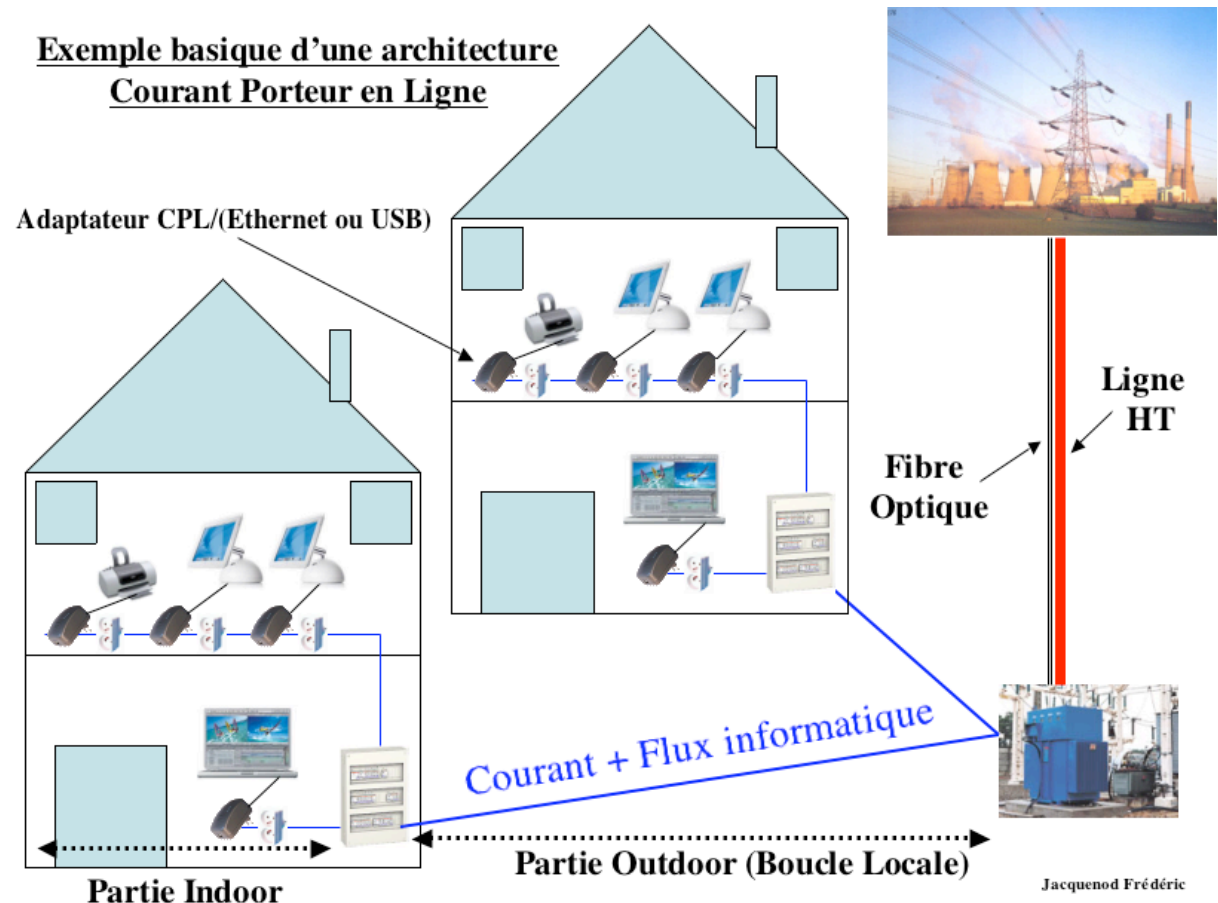 Exemple basique d'une architecture
Courant Porteur en Ligne
Adaptateur CPL/(Ethernet ou USB)
Ligne
HT
Fibre
Optique
Courant + Flux informatique
Partie Outdoor (Boucle Locale)
Partie Indoor
Jacquenod Frédéric